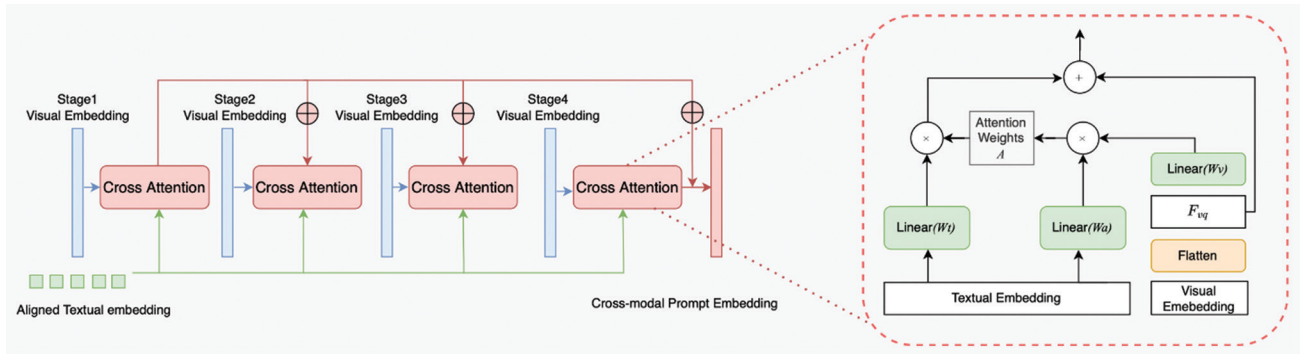 Stage1
Visual Embedding
Stage2
Visual Embedding
Stage3
Visual Embedding
Stage4
Visual Embedding
Cross Attention
Cross Attention
Cross Attention
Cross Attention
Aligned Textual embedding
Cross-modal Prompt Embedding
+
×
Attention
Weights
A
×
Linear(Wv)
Fvq
Linear(Wt)
Linear(Wa)
Flatten
Textual Embedding
Visual
Emebedding